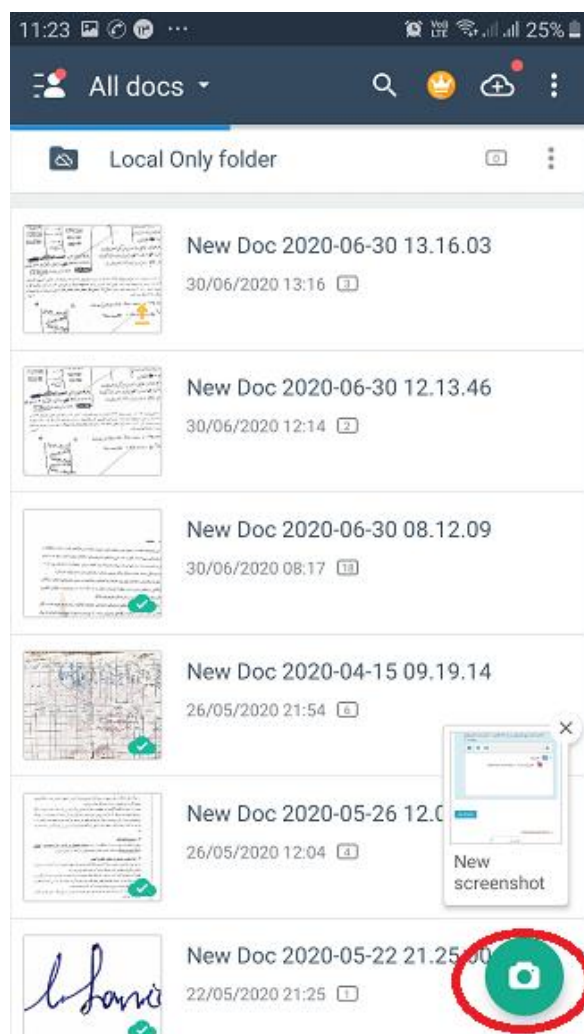 11:23 25%
All docs
Local Only folder 0
New Doc 2020-06-30 13.16.03
30/06/2020 13:16 3
New Doc 2020-06-30 12.13.46
30/06/2020 12:14 2
New Doc 2020-06-30 08.12.09
30/06/2020 08:17 18
New Doc 2020-04-15 09.19.14
26/05/2020 21:54 6
New Doc 2020-05-26 12.0
26/05/2020 12:04 4
New
screenshot
New Doc 2020-05-22 21.25
22/05/2020 21:25 1